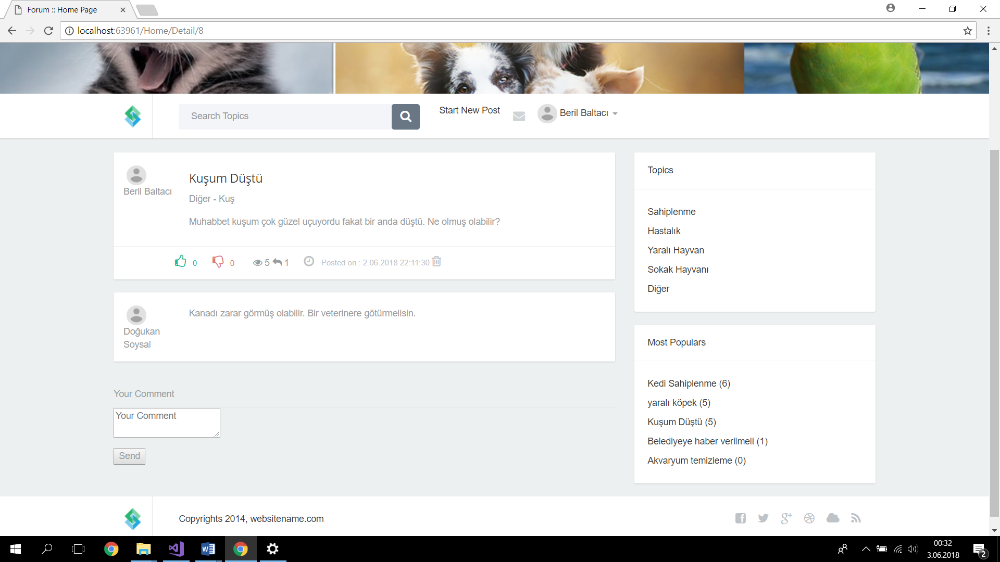 Forum :: Home Page
localhost:63961/Home/Detail/8
Search Topics
Start New Post
Beril Baltacı
Beril Baltacı
Kuşum Düştü
Diğer - Kuş
Muhabbet kuşum çok güzel uçuyordu fakat bir anda düştü. Ne olmuş olabilir?
0 0 5 1 Posted on : 2.06.2018 22:11:30
Doğukan
Soysal
Kanadı zarar görmüş olabilir. Bir veterinere götürmelisin.
Your Comment
Your Comment
Send
Topics
Sahiplenme
Hastalık
Yaralı Hayvan
Sokak Hayvanı
Diğer
Most Populars
Kedi Sahiplenme (6)
yaralı köpek (5)
Kuşum Düştü (5)
Belediyeye haber verilmeli (1)
Akvaryum temizleme (0)
Copyrights 2014, websitename.com
00:32
3.06.2018
2